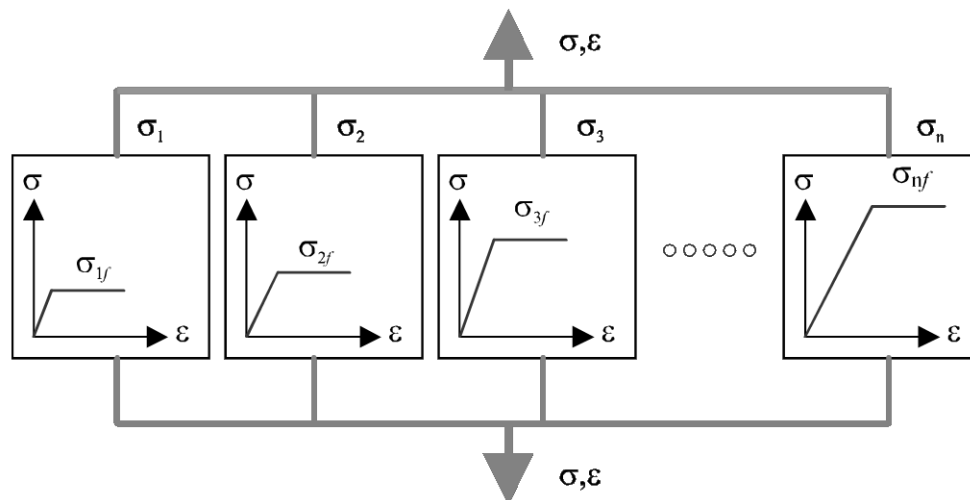 σ,ε
σ₁ σ₂ σ₃ σₙ
σ σ σ σ
σ₁f σ₂f σ₃f σₙf
ε ε ε ε
σ,ε